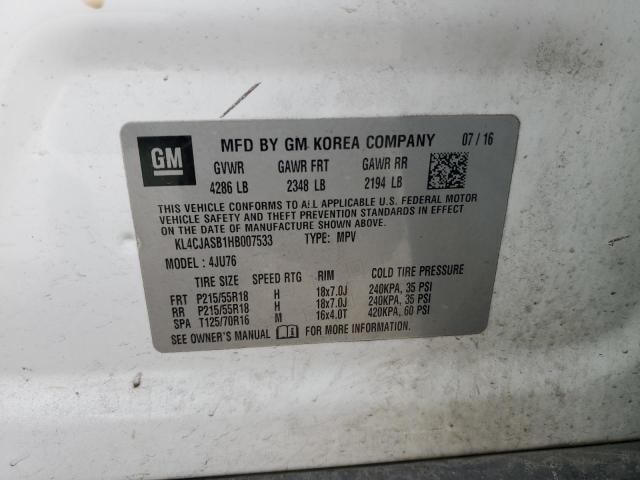 GM MFD BY GM KOREA COMPANY 07 / 16
GVWR GAWR FRT GAWR RR
4286 LB 2348 LB 2194 LB
THIS VEHICLE CONFORMS TO ALL APPLICABLE U.S. FEDERAL MOTOR
VEHICLE SAFETY AND THEFT PREVENTION STANDARDS IN EFFECT
ON THE DATE OF MANUFACTURE SHOWN ABOVE.
KL4CJASB1HB007533 TYPE: MPV
MODEL : 4JU76
TIRE SIZE SPEED RTG RIM COLD TIRE PRESSURE
FRT P215/55R18 H 18x7.0J 240KPA, 35 PSI
RR P215/55R18 H 18x7.0J 240KPA, 35 PSI
SPA T125/70R16 M 16x4.0T 420KPA, 60 PSI
SEE OWNER'S MANUAL FOR MORE INFORMATION.